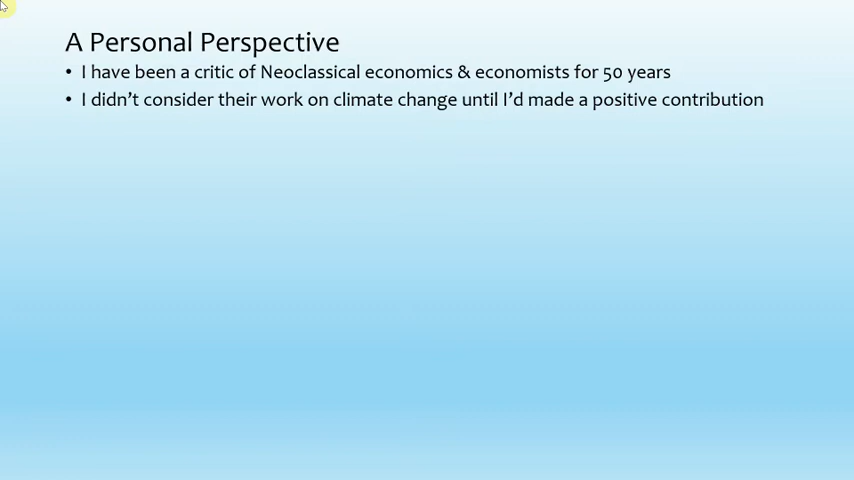 A Personal Perspective
• I have been a critic of Neoclassical economics & economists for 50 years
• I didn’t consider their work on climate change until I’d made a positive contribution